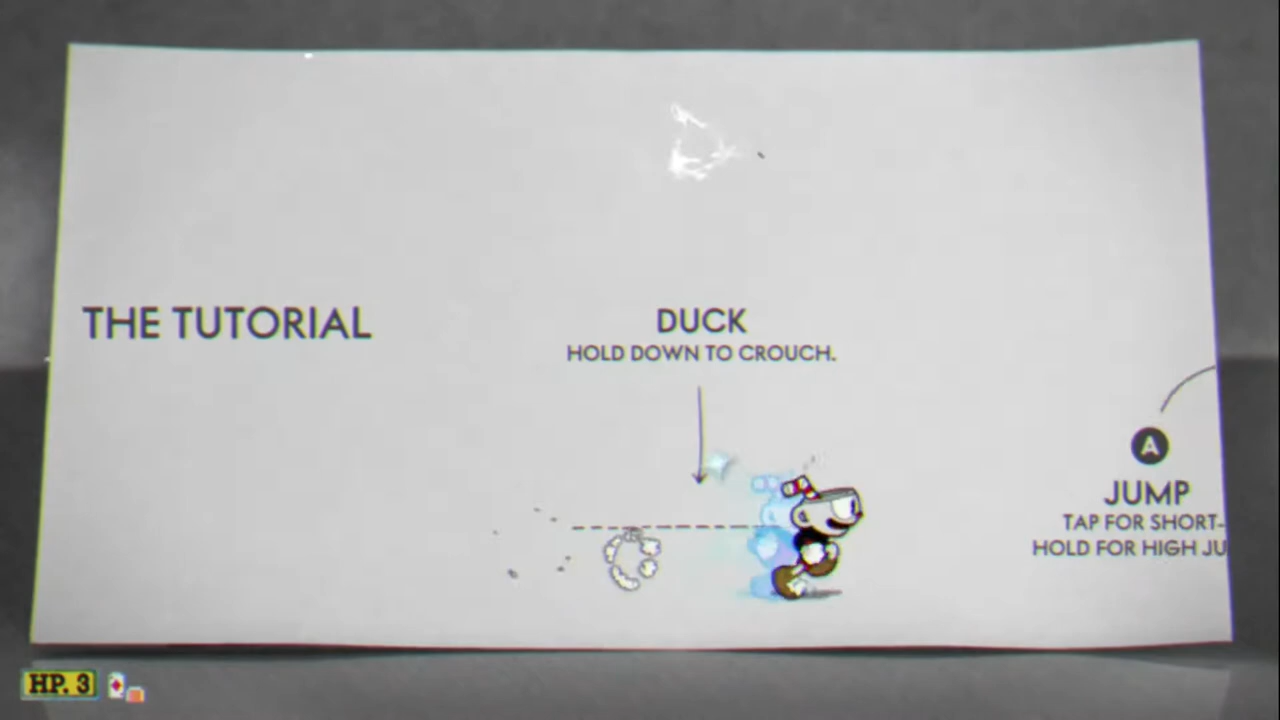 THE TUTORIAL
DUCK
HOLD DOWN TO CROUCH.
A
JUMP
TAP FOR SHORT-
HOLD FOR HIGH JU
HP. 3